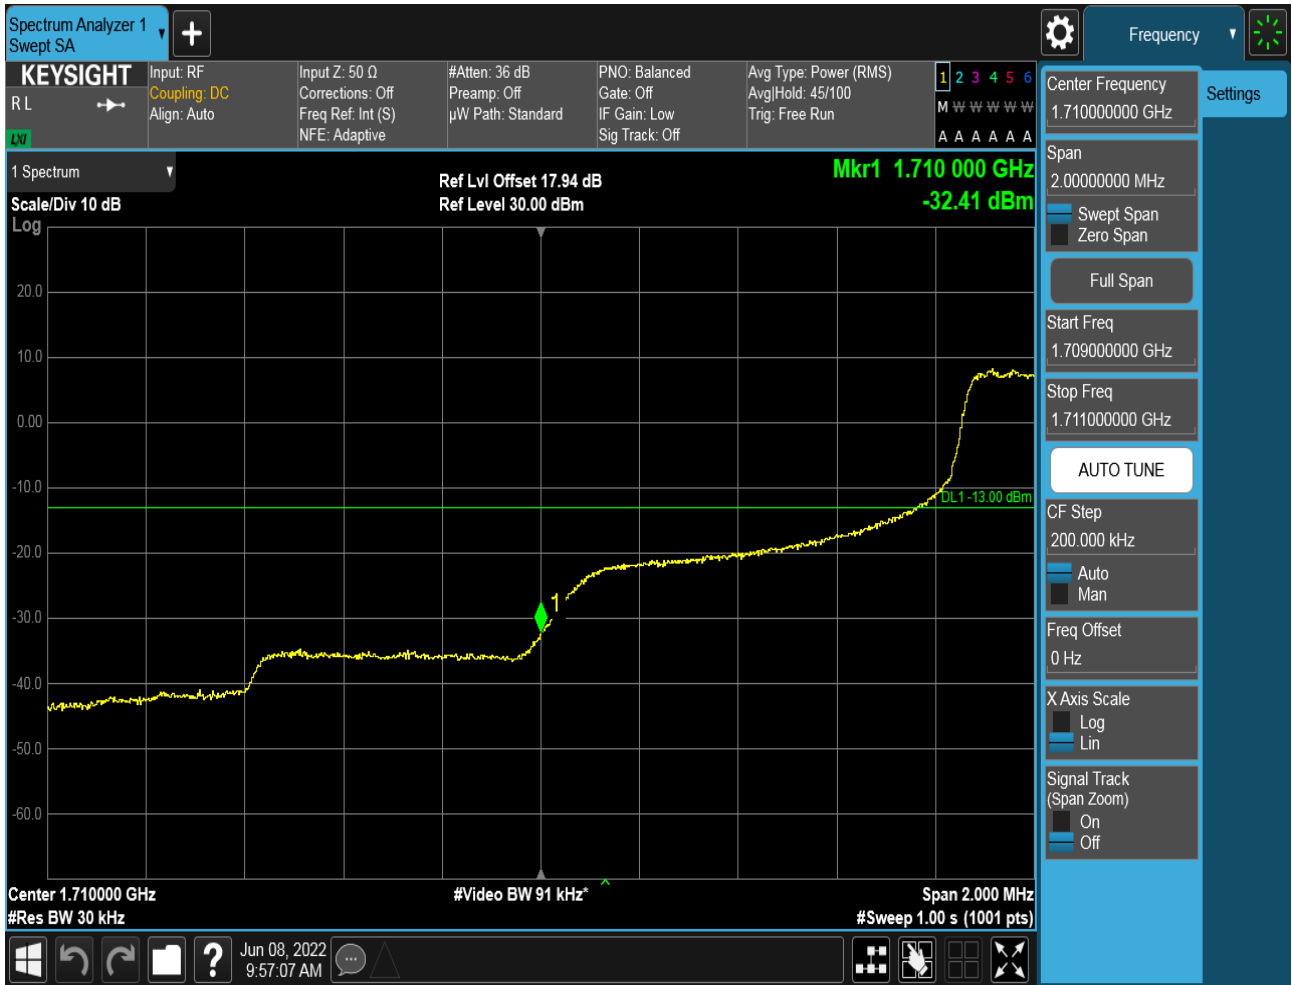 Spectrum Analyzer 1
Swept SA
Frequency
KEYSIGHT
R L
LXI
Input: RF
Coupling: DC
Align: Auto
Input Z: 50 Ω
Corrections: Off
Freq Ref: Int (S)
NFE: Adaptive
#Atten: 36 dB
Preamp: Off
µW Path: Standard
PNO: Balanced
Gate: Off
IF Gain: Low
Sig Track: Off
Avg Type: Power (RMS)
Avg|Hold: 45/100
Trig: Free Run
1 2 3 4 5 6
M W W W W W
A A A A A A
Center Frequency
1.710000000 GHz
Settings
1 Spectrum
Scale/Div 10 dB
Log
Ref Lvl Offset 17.94 dB
Ref Level 30.00 dBm
Mkr1 1.710 000 GHz
-32.41 dBm
20.0
10.0
0.00
-10.0
-20.0
-30.0
-40.0
-50.0
-60.0
DL1 -13.00 dBm
1
Center 1.710000 GHz
#Res BW 30 kHz
#Video BW 91 kHz*
Span 2.000 MHz
#Sweep 1.00 s (1001 pts)
Span
2.00000000 MHz
Swept Span
Zero Span
Full Span
Start Freq
1.709000000 GHz
Stop Freq
1.711000000 GHz
AUTO TUNE
CF Step
200.000 kHz
Auto
Man
Freq Offset
0 Hz
X Axis Scale
Log
Lin
Signal Track
(Span Zoom)
On
Off
?
Jun 08, 2022
9:57:07 AM